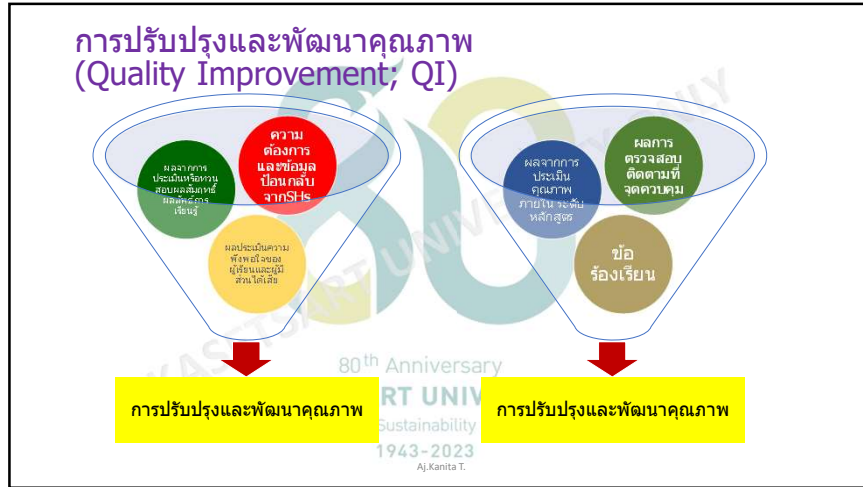 การปรับปรุงและพัฒนาคุณภาพ
(Quality Improvement; QI)
ผลจากการ
ประเมินหรือทวน
สอบผลสัมฤทธิ์
ผลลัพธ์การ
เรียนรู้
ความ
ต้องการ
และข้อมูล
ป้อนกลับ
จากSHs
ผลประเมินความ
พึงพอใจของ
ผู้เรียนและผู้มี
ส่วนได้เสีย
ผลจากการ
ประเมิน
คุณภาพ
ภายใน ระดับ
หลักสูตร
ผลการ
ตรวจสอบ
ติดตามที่
จุดควบคุม
ข้อ
ร้องเรียน
KASETSART UNIVERSITY ONLY
80th Anniversary
การปรับปรุงและพัฒนาคุณภาพ
RT UNIV
การปรับปรุงและพัฒนาคุณภาพ
Sustainability
1943-2023
Aj.Kanita T.